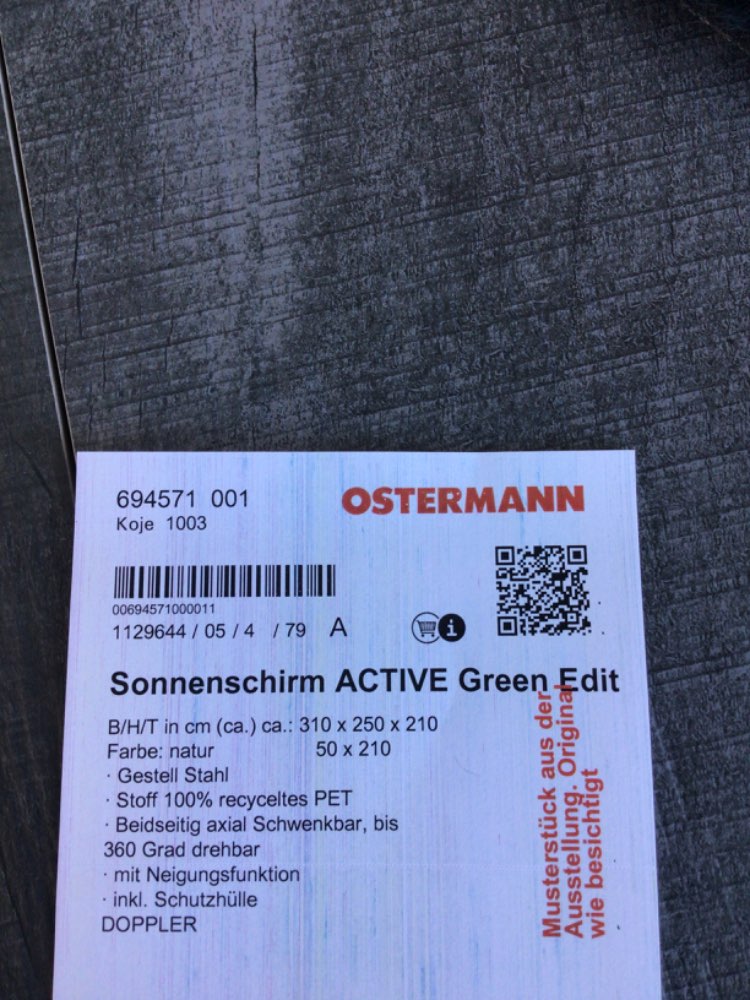 694571 001
OSTERMANN
Koje 1003
00694571000011
1129644 / 05 / 4 / 79 A
i
Sonnenschirm ACTIVE Green Edit
B/H/T in cm (ca.) ca.: 310 x 250 x 210
Farbe: natur 50 x 210
· Gestell Stahl
· Stoff 100% recyceltes PET
· Beidseitig axial Schwenkbar, bis
360 Grad drehbar
· mit Neigungsfunktion
· inkl. Schutzhülle
DOPPLER
Musterstück aus der
Ausstellung. Original
wie besichtigt